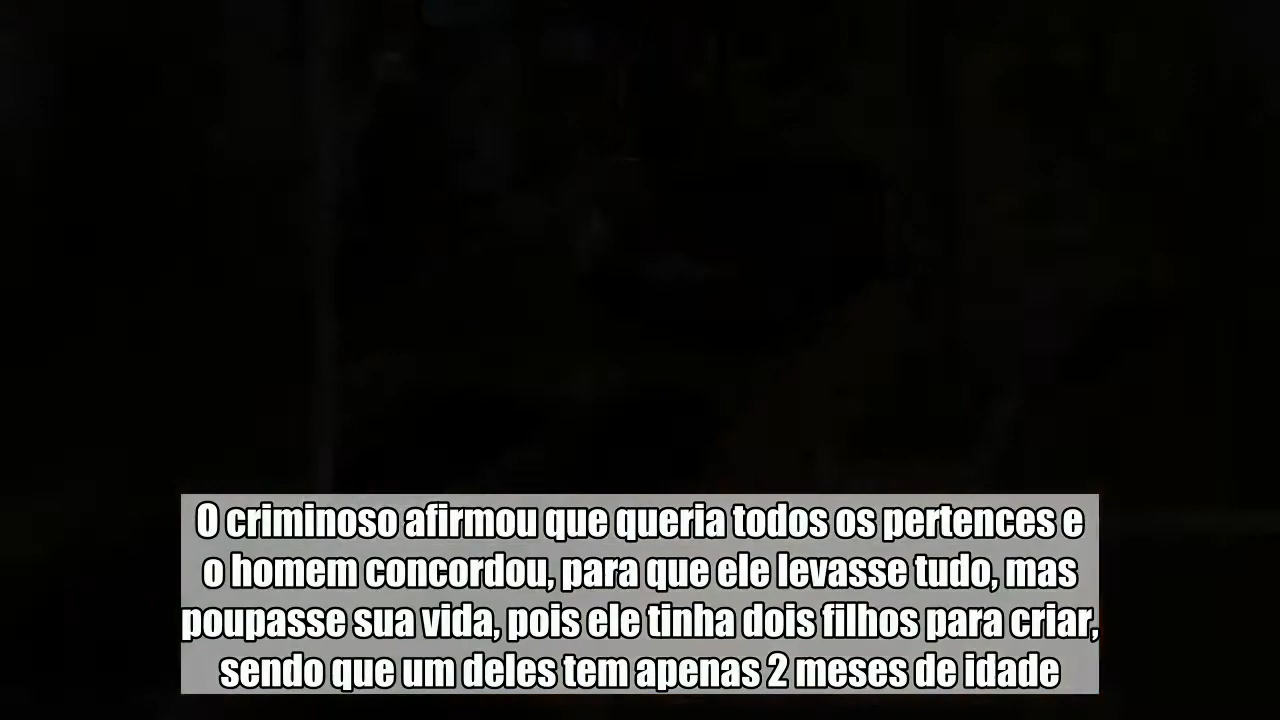 O criminoso afirmou que queria todos os pertences e
o homem concordou, para que ele levasse tudo, mas
poupasse sua vida, pois ele tinha dois filhos para criar,
sendo que um deles tem apenas 2 meses de idade